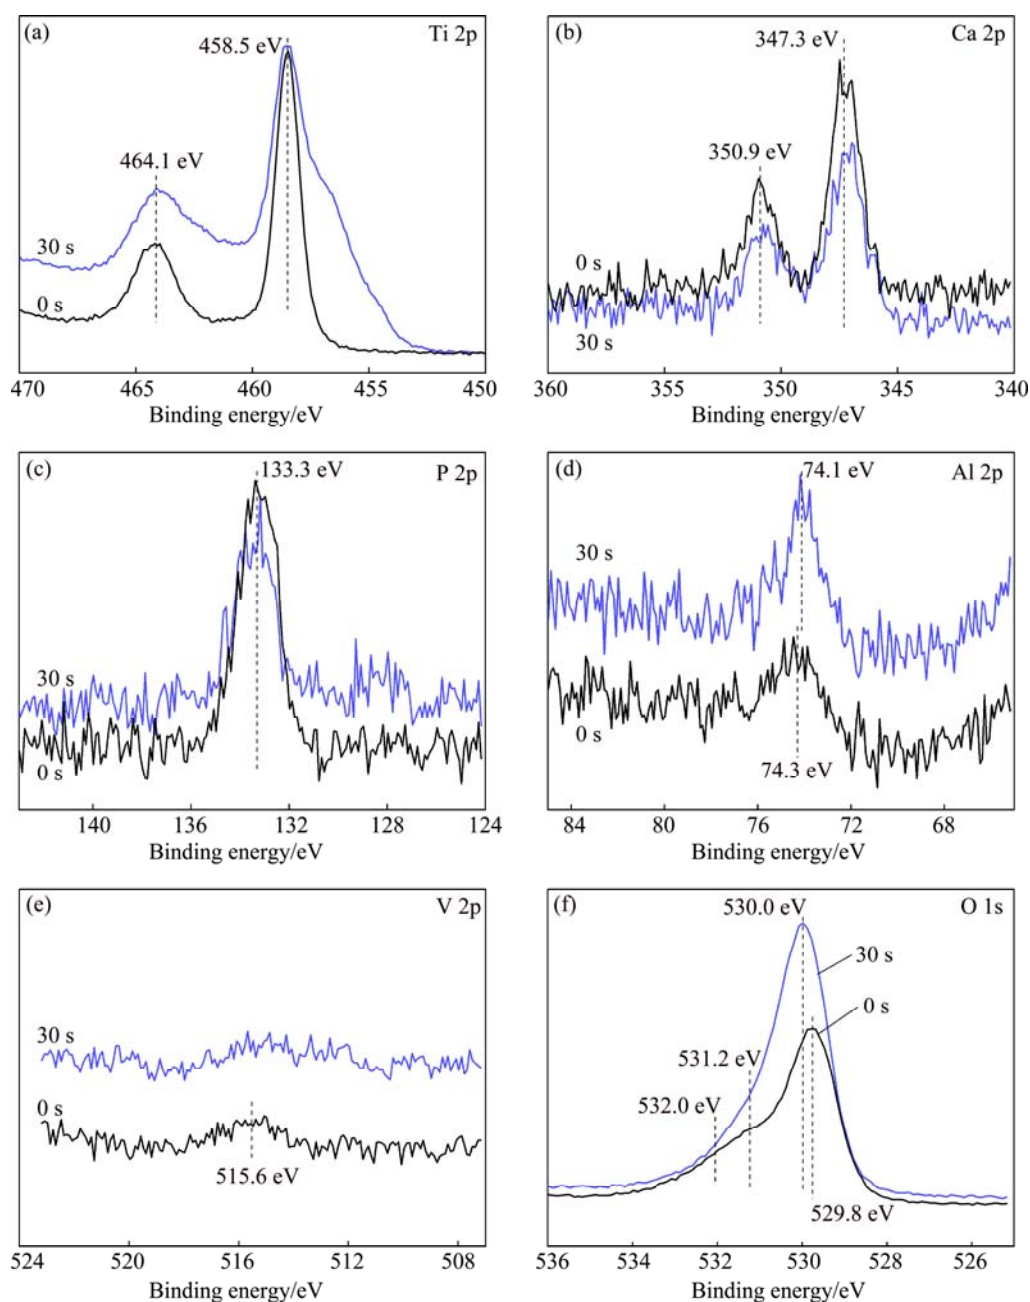 (a) Ti 2p
458.5 eV
464.1 eV
30 s
0 s
470 465 460 455 450
Binding energy/eV
(b) Ca 2p
347.3 eV
350.9 eV
0 s
30 s
360 355 350 345 340
Binding energy/eV
(c) P 2p
133.3 eV
30 s
0 s
140 136 132 128 124
Binding energy/eV
(d) Al 2p
74.1 eV
30 s
0 s
74.3 eV
84 80 76 72 68
Binding energy/eV
(e) V 2p
30 s
0 s
515.6 eV
524 520 516 512 508
Binding energy/eV
(f) O 1s
530.0 eV
30 s
0 s
531.2 eV
532.0 eV
529.8 eV
536 534 532 530 528 526
Binding energy/eV